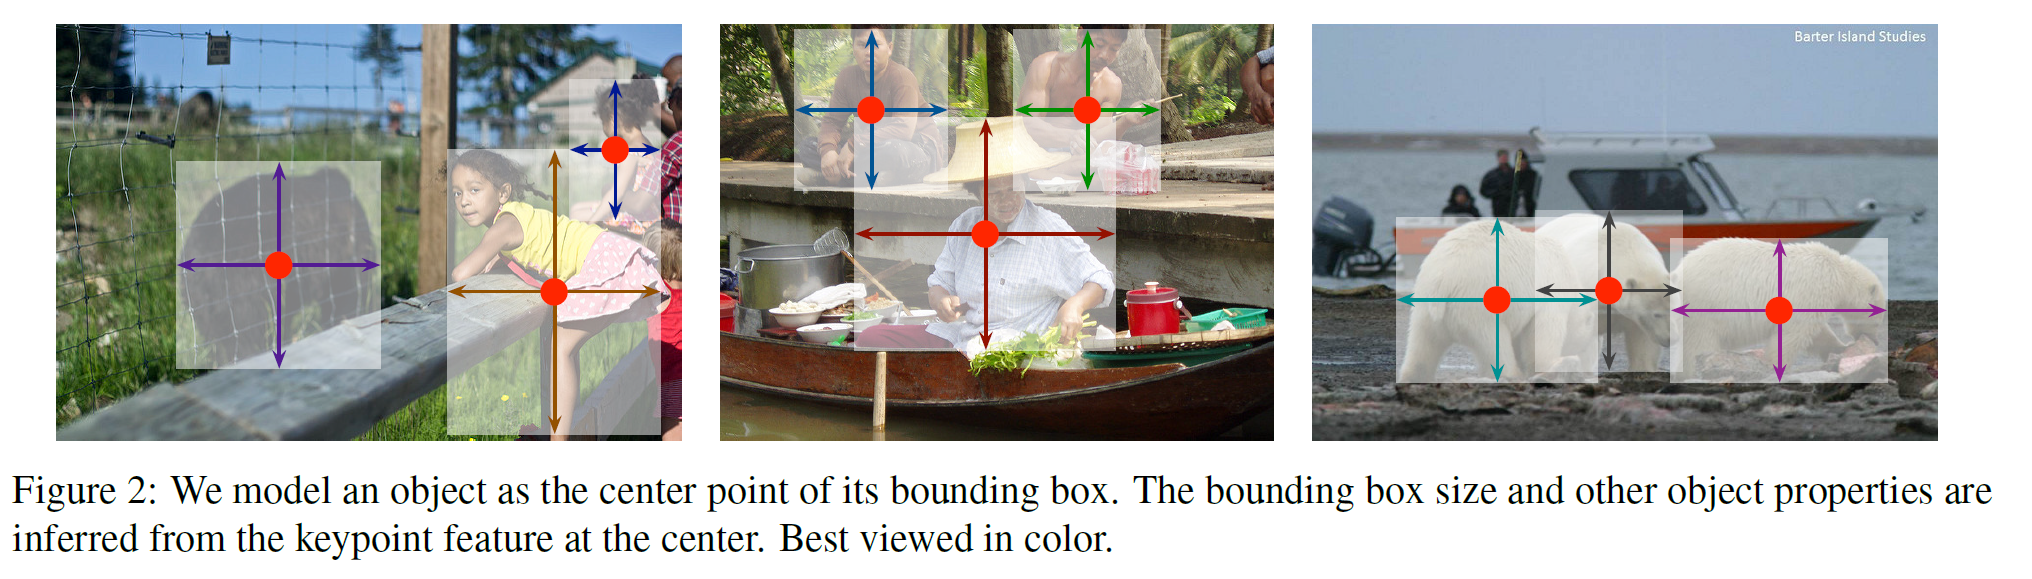 Barter Island Studies
Figure 2: We model an object as the center point of its bounding box. The bounding box size and other object properties are
inferred from the keypoint feature at the center. Best viewed in color.